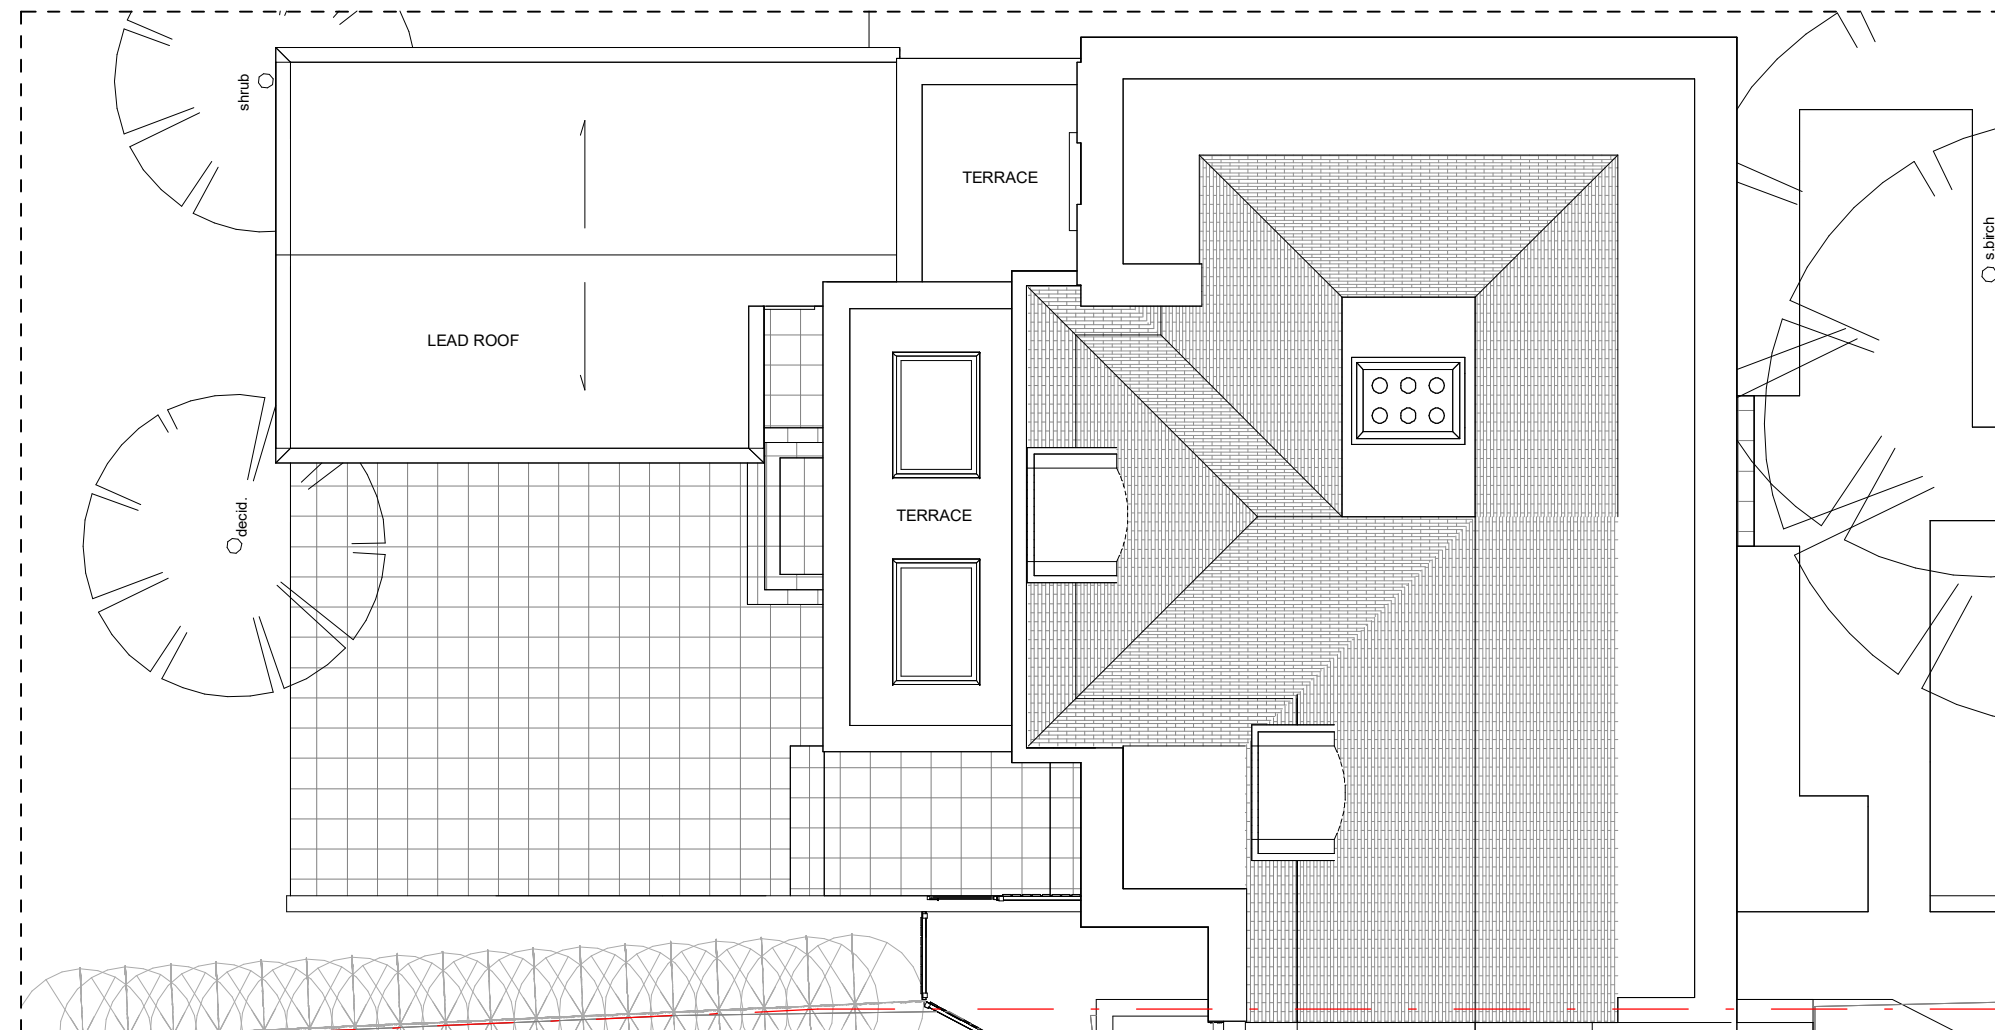 shrub
TERRACE
s.birch
LEAD ROOF
decid.
TERRACE